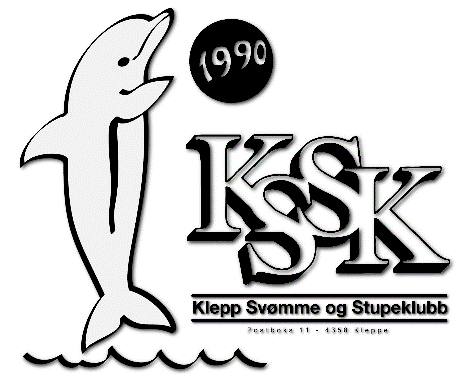 1990
KSSK
Klepp Svømme og Stupeklubb
Postboks 11 - 4358 Kleppe